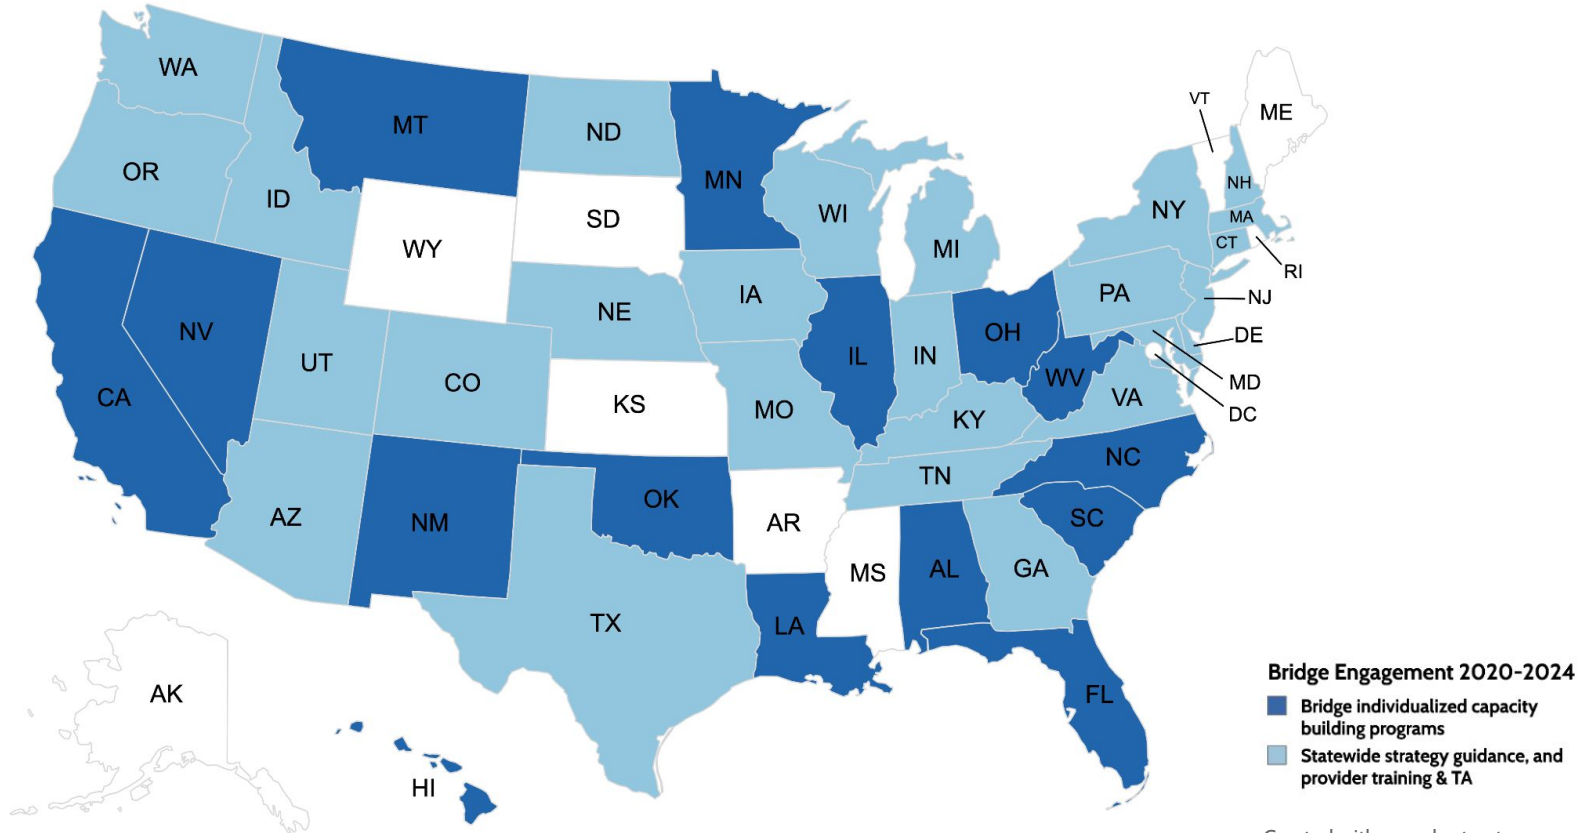 WA
MT
ND
MN
OR
ID
WY
SD
WI
MI
NY
VT
ME
NH
MA
CT
RI
NJ
PA
DE
MD
DC
NV
CA
UT
CO
NE
IA
IL
IN
OH
WV
VA
KS
MO
KY
TN
NC
SC
AZ
NM
OK
AR
MS
AL
GA
TX
LA
FL
AK
HI
Bridge Engagement 2020-2024
Bridge individualized capacity
building programs
Statewide strategy guidance, and
provider training & TA